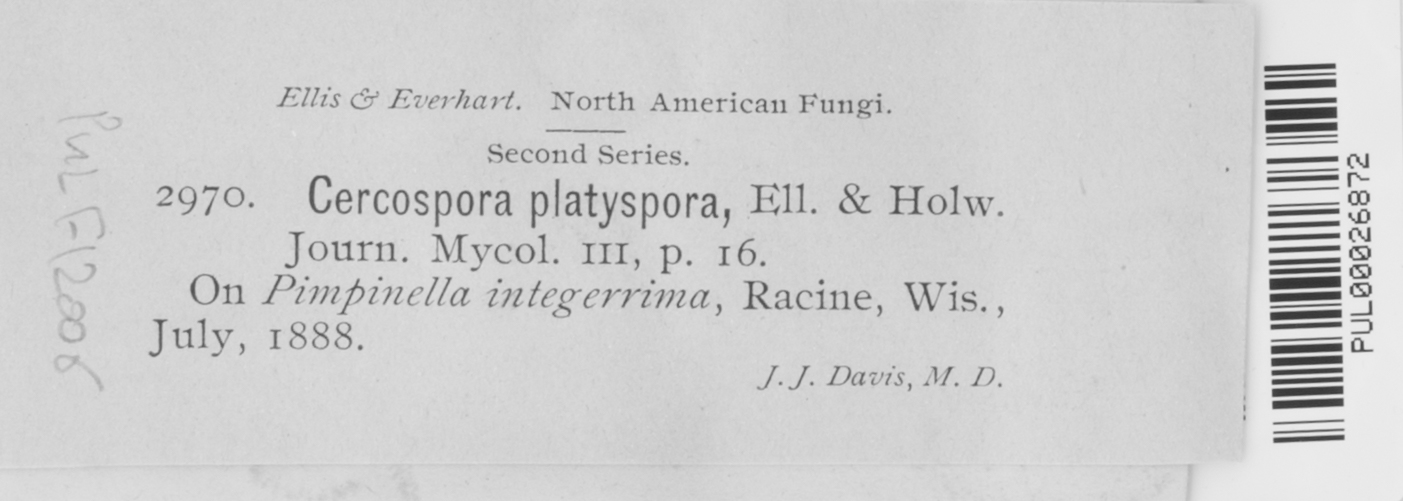 Ellis & Everhart. North American Fungi.
Second Series.
2970. Cercospora platyspora, Ell. & Holw.
Journ. Mycol. III, p. 16.
On Pimpinella integerrima, Racine, Wis.,
July, 1888.
J. J. Davis, M. D.
PUL F12006
PUL00026872